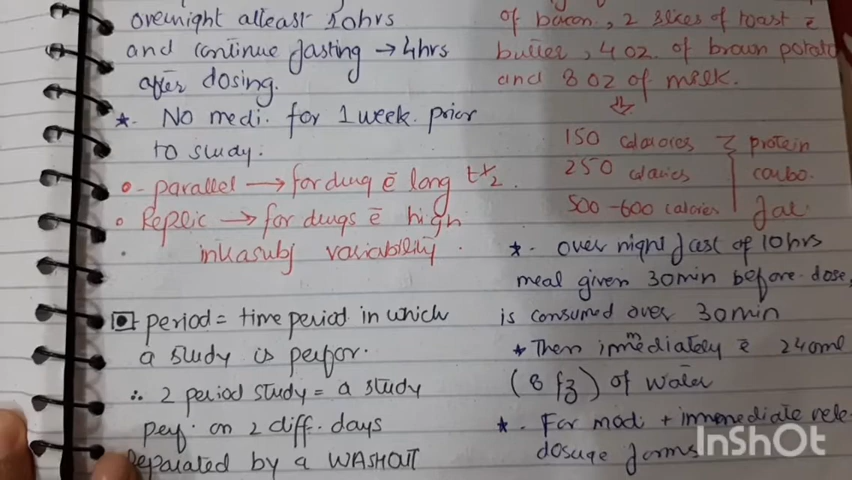 overnight atleast 10hrs
and continue fasting → 4hrs
after dosing.
*. No medi. for 1 week. prior
to study.
o- parallel → for drug c̄ long t½.
o Replic → for drugs c̄ high
intrasubj variability.
period = time period in which
a study is perfor.
∴ 2 period study = a study
perf. on 2 diff. days
separated by a WASHOUT
of bacon, 2 slices of toast c̄
butter, 4 oz. of brown potato
and 8 oz of milk.
150 calories protein
250 calories carbo.
500-600 calories fat.
*. over night fast of 10hrs
meal given 30min before dose,
is consumed over 30min
* Then immediately c̄ 240ml
(8 f℥) of water
*. For modi + immediate rele
dosage forms
InShOt